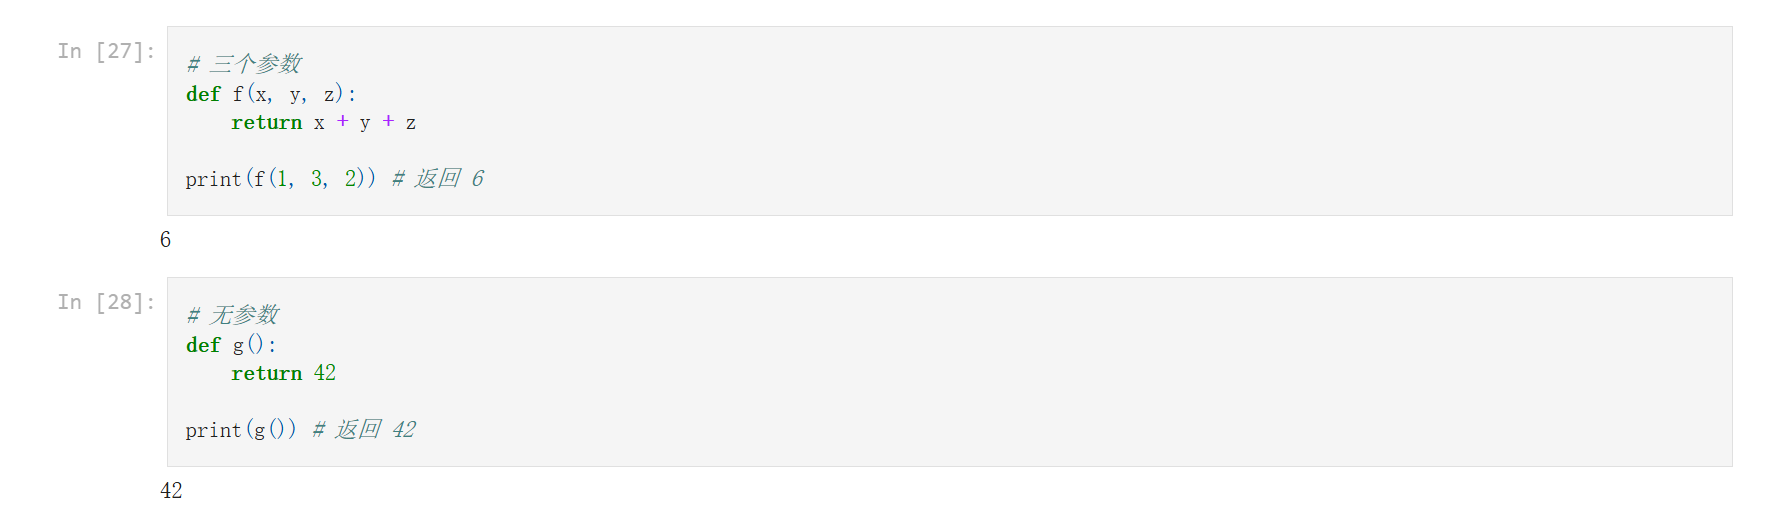 In [27]:
# 三个参数
def f(x, y, z):
    return x + y + z
print(f(1, 3, 2)) # 返回 6
6
In [28]:
# 无参数
def g():
    return 42
print(g()) # 返回 42
42